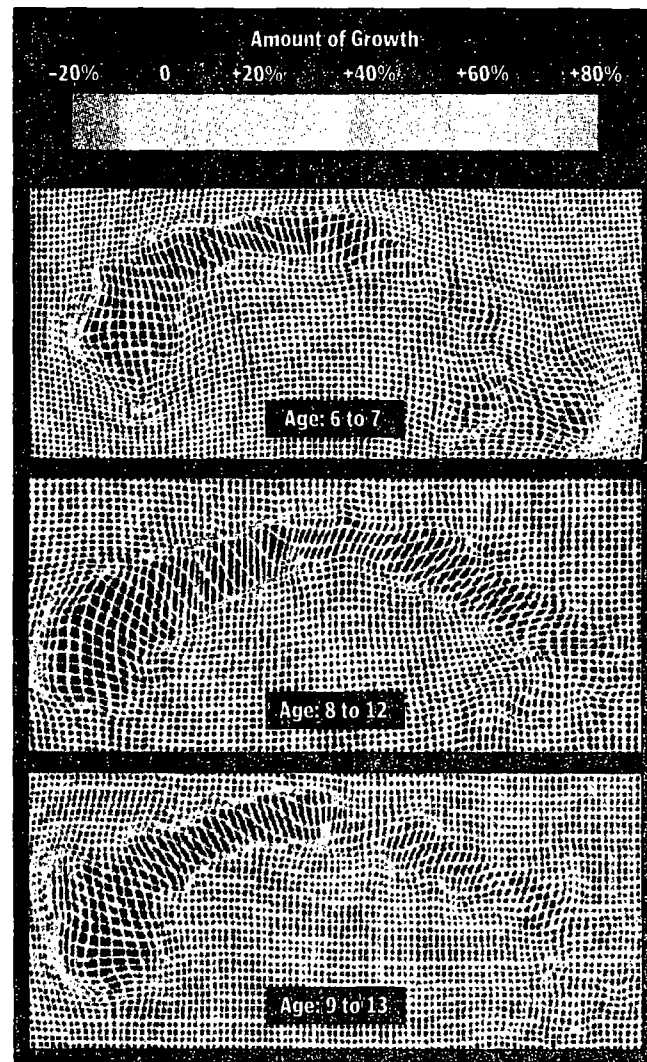 Amount of Growth
-20% 0 +20% +40% +60% +80%
Age: 6 to 7
Age: 8 to 12
Age: 9 to 13